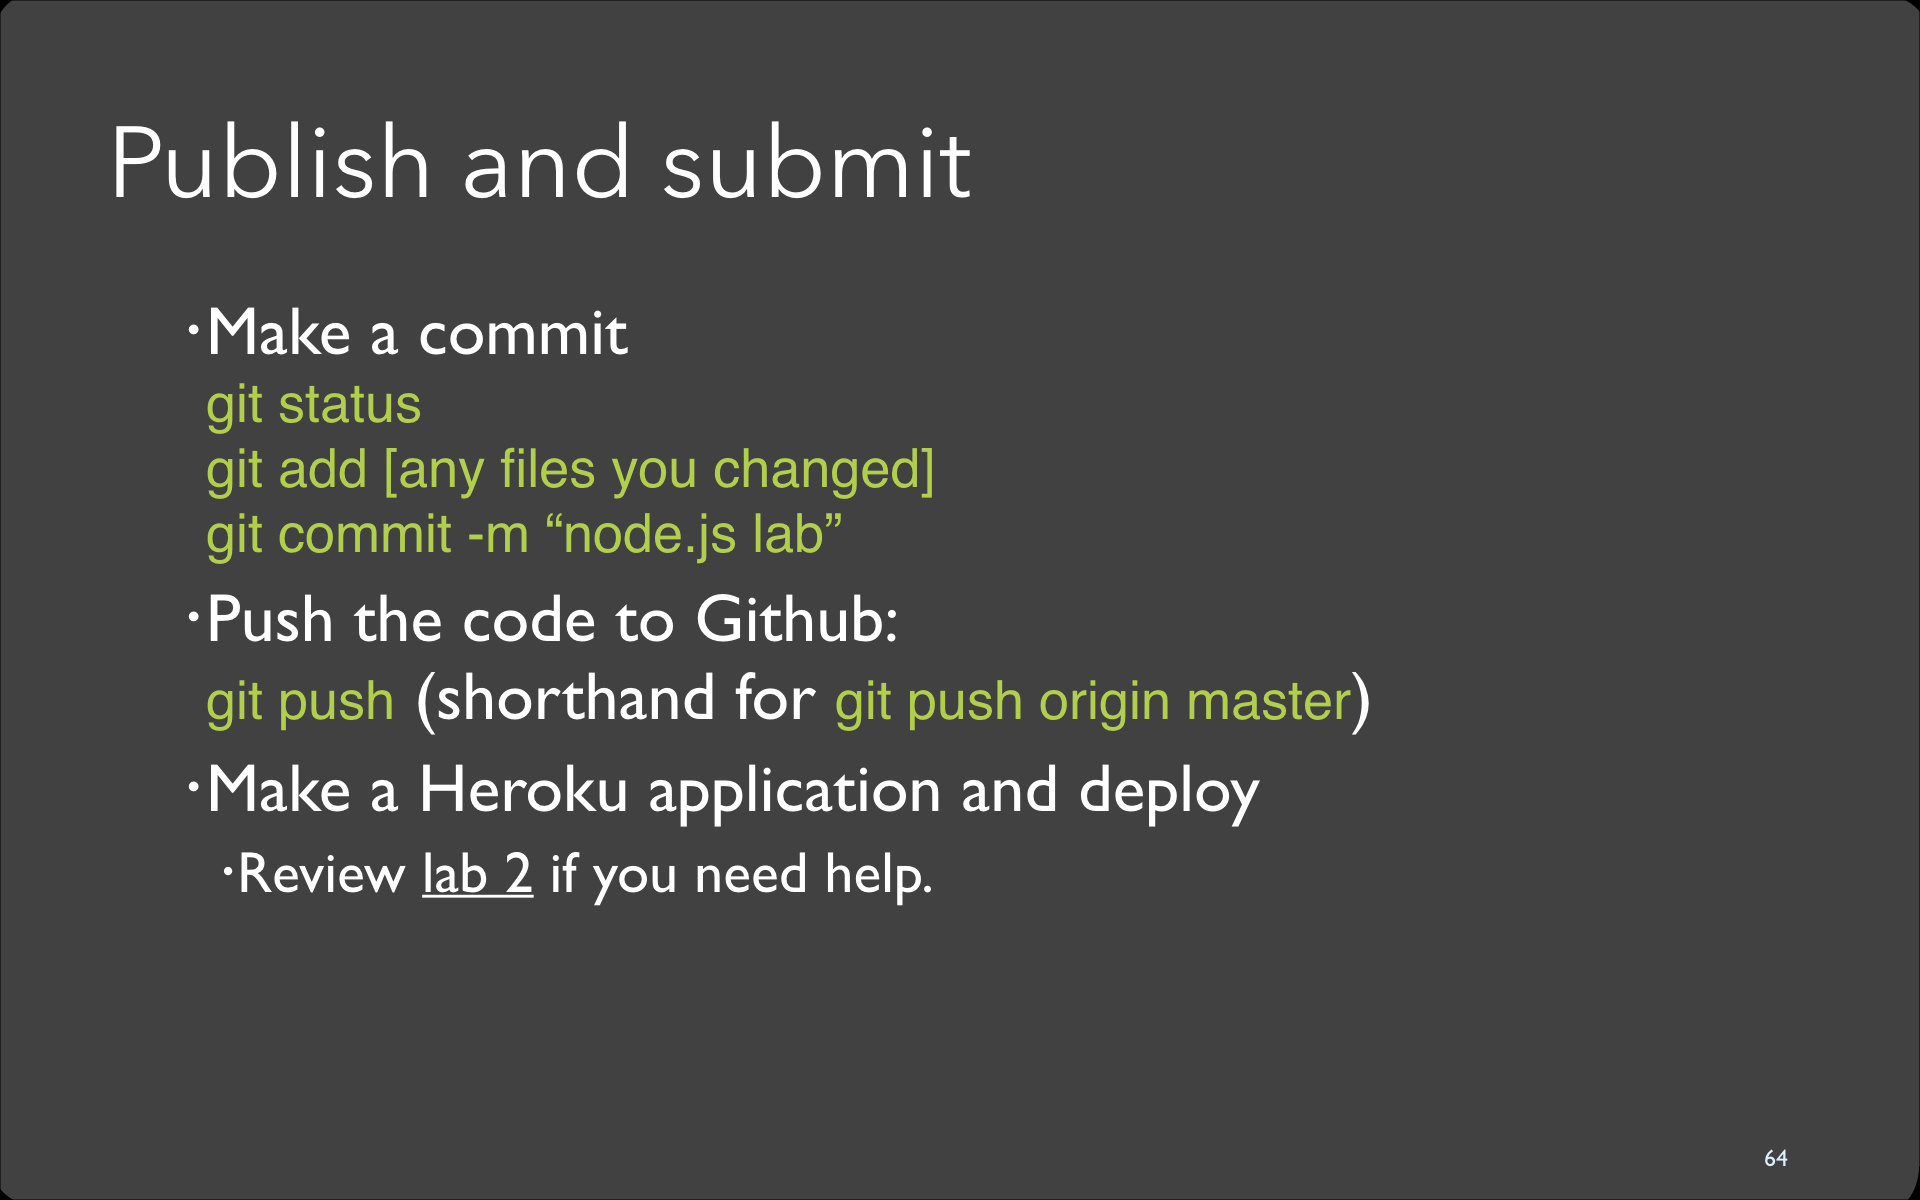 Publish and submit
·Make a commit
git status
git add [any files you changed]
git commit -m “node.js lab”
·Push the code to Github:
git push (shorthand for git push origin master)
·Make a Heroku application and deploy
·Review lab 2 if you need help.
64